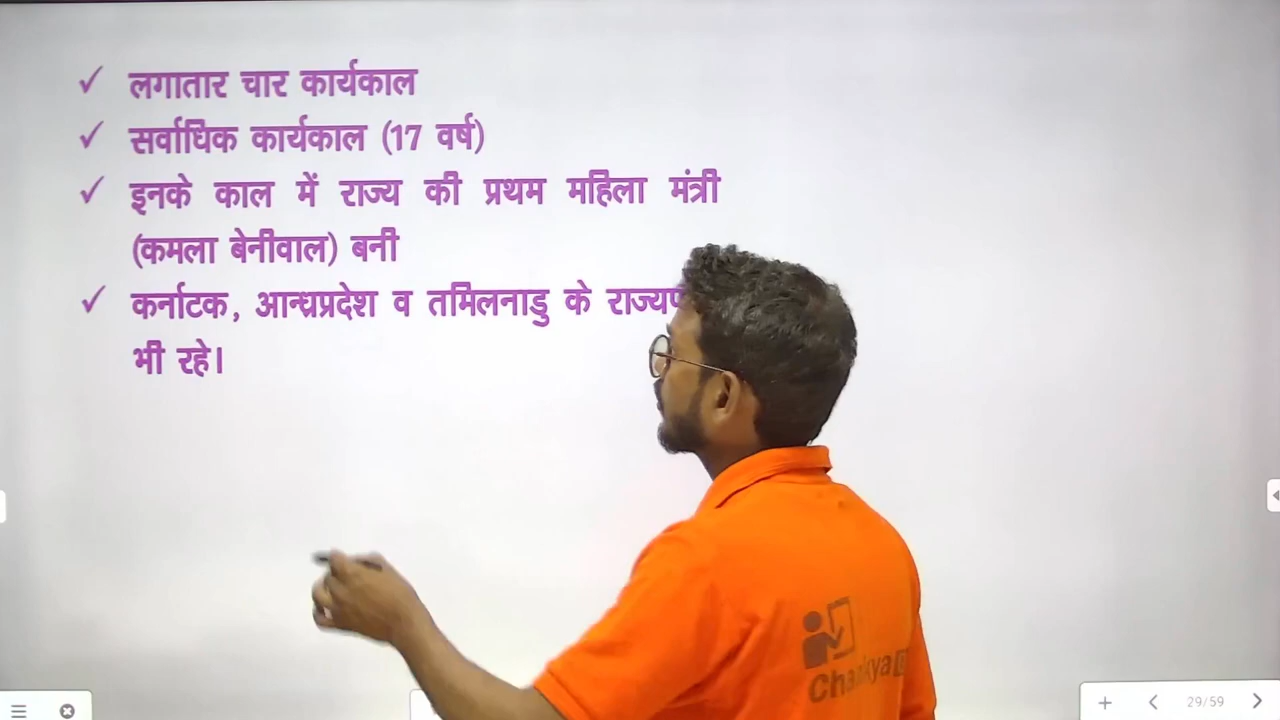 ✓ लगातार चार कार्यकाल
✓ सर्वाधिक कार्यकाल (17 वर्ष)
✓ इनके काल में राज्य की प्रथम महिला मंत्री
(कमला बेनीवाल) बनी
✓ कर्नाटक, आन्ध्रप्रदेश व तमिलनाडु के
भी रहे।
29/59